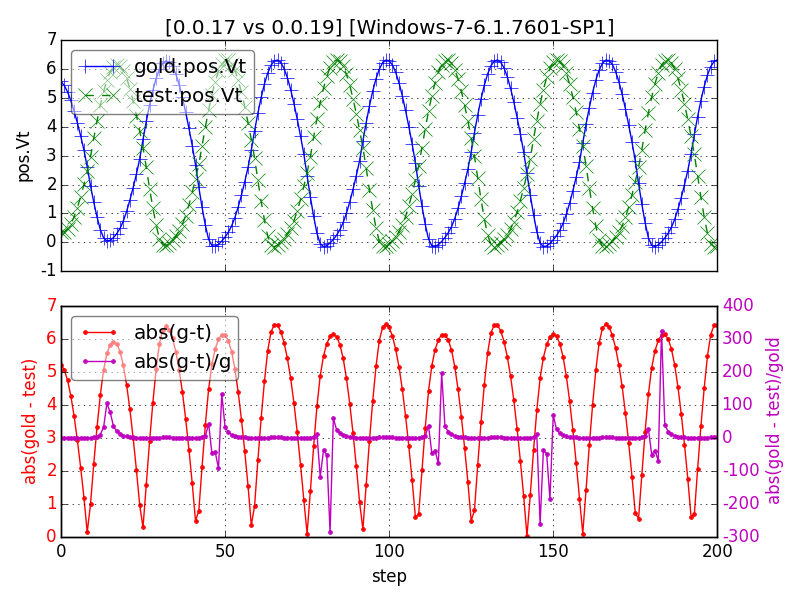 [0.0.17 vs 0.0.19] [Windows-7-6.1.7601-SP1]
7
6
5
4
3
2
1
0
-1
pos.Vt
gold:pos.Vt
test:pos.Vt
7
6
5
4
3
2
1
0
abs(gold - test)
abs(g-t)
abs(g-t)/g
400
300
200
100
0
-100
-200
-300
abs(gold - test)/gold
0 50 100 150 200
step